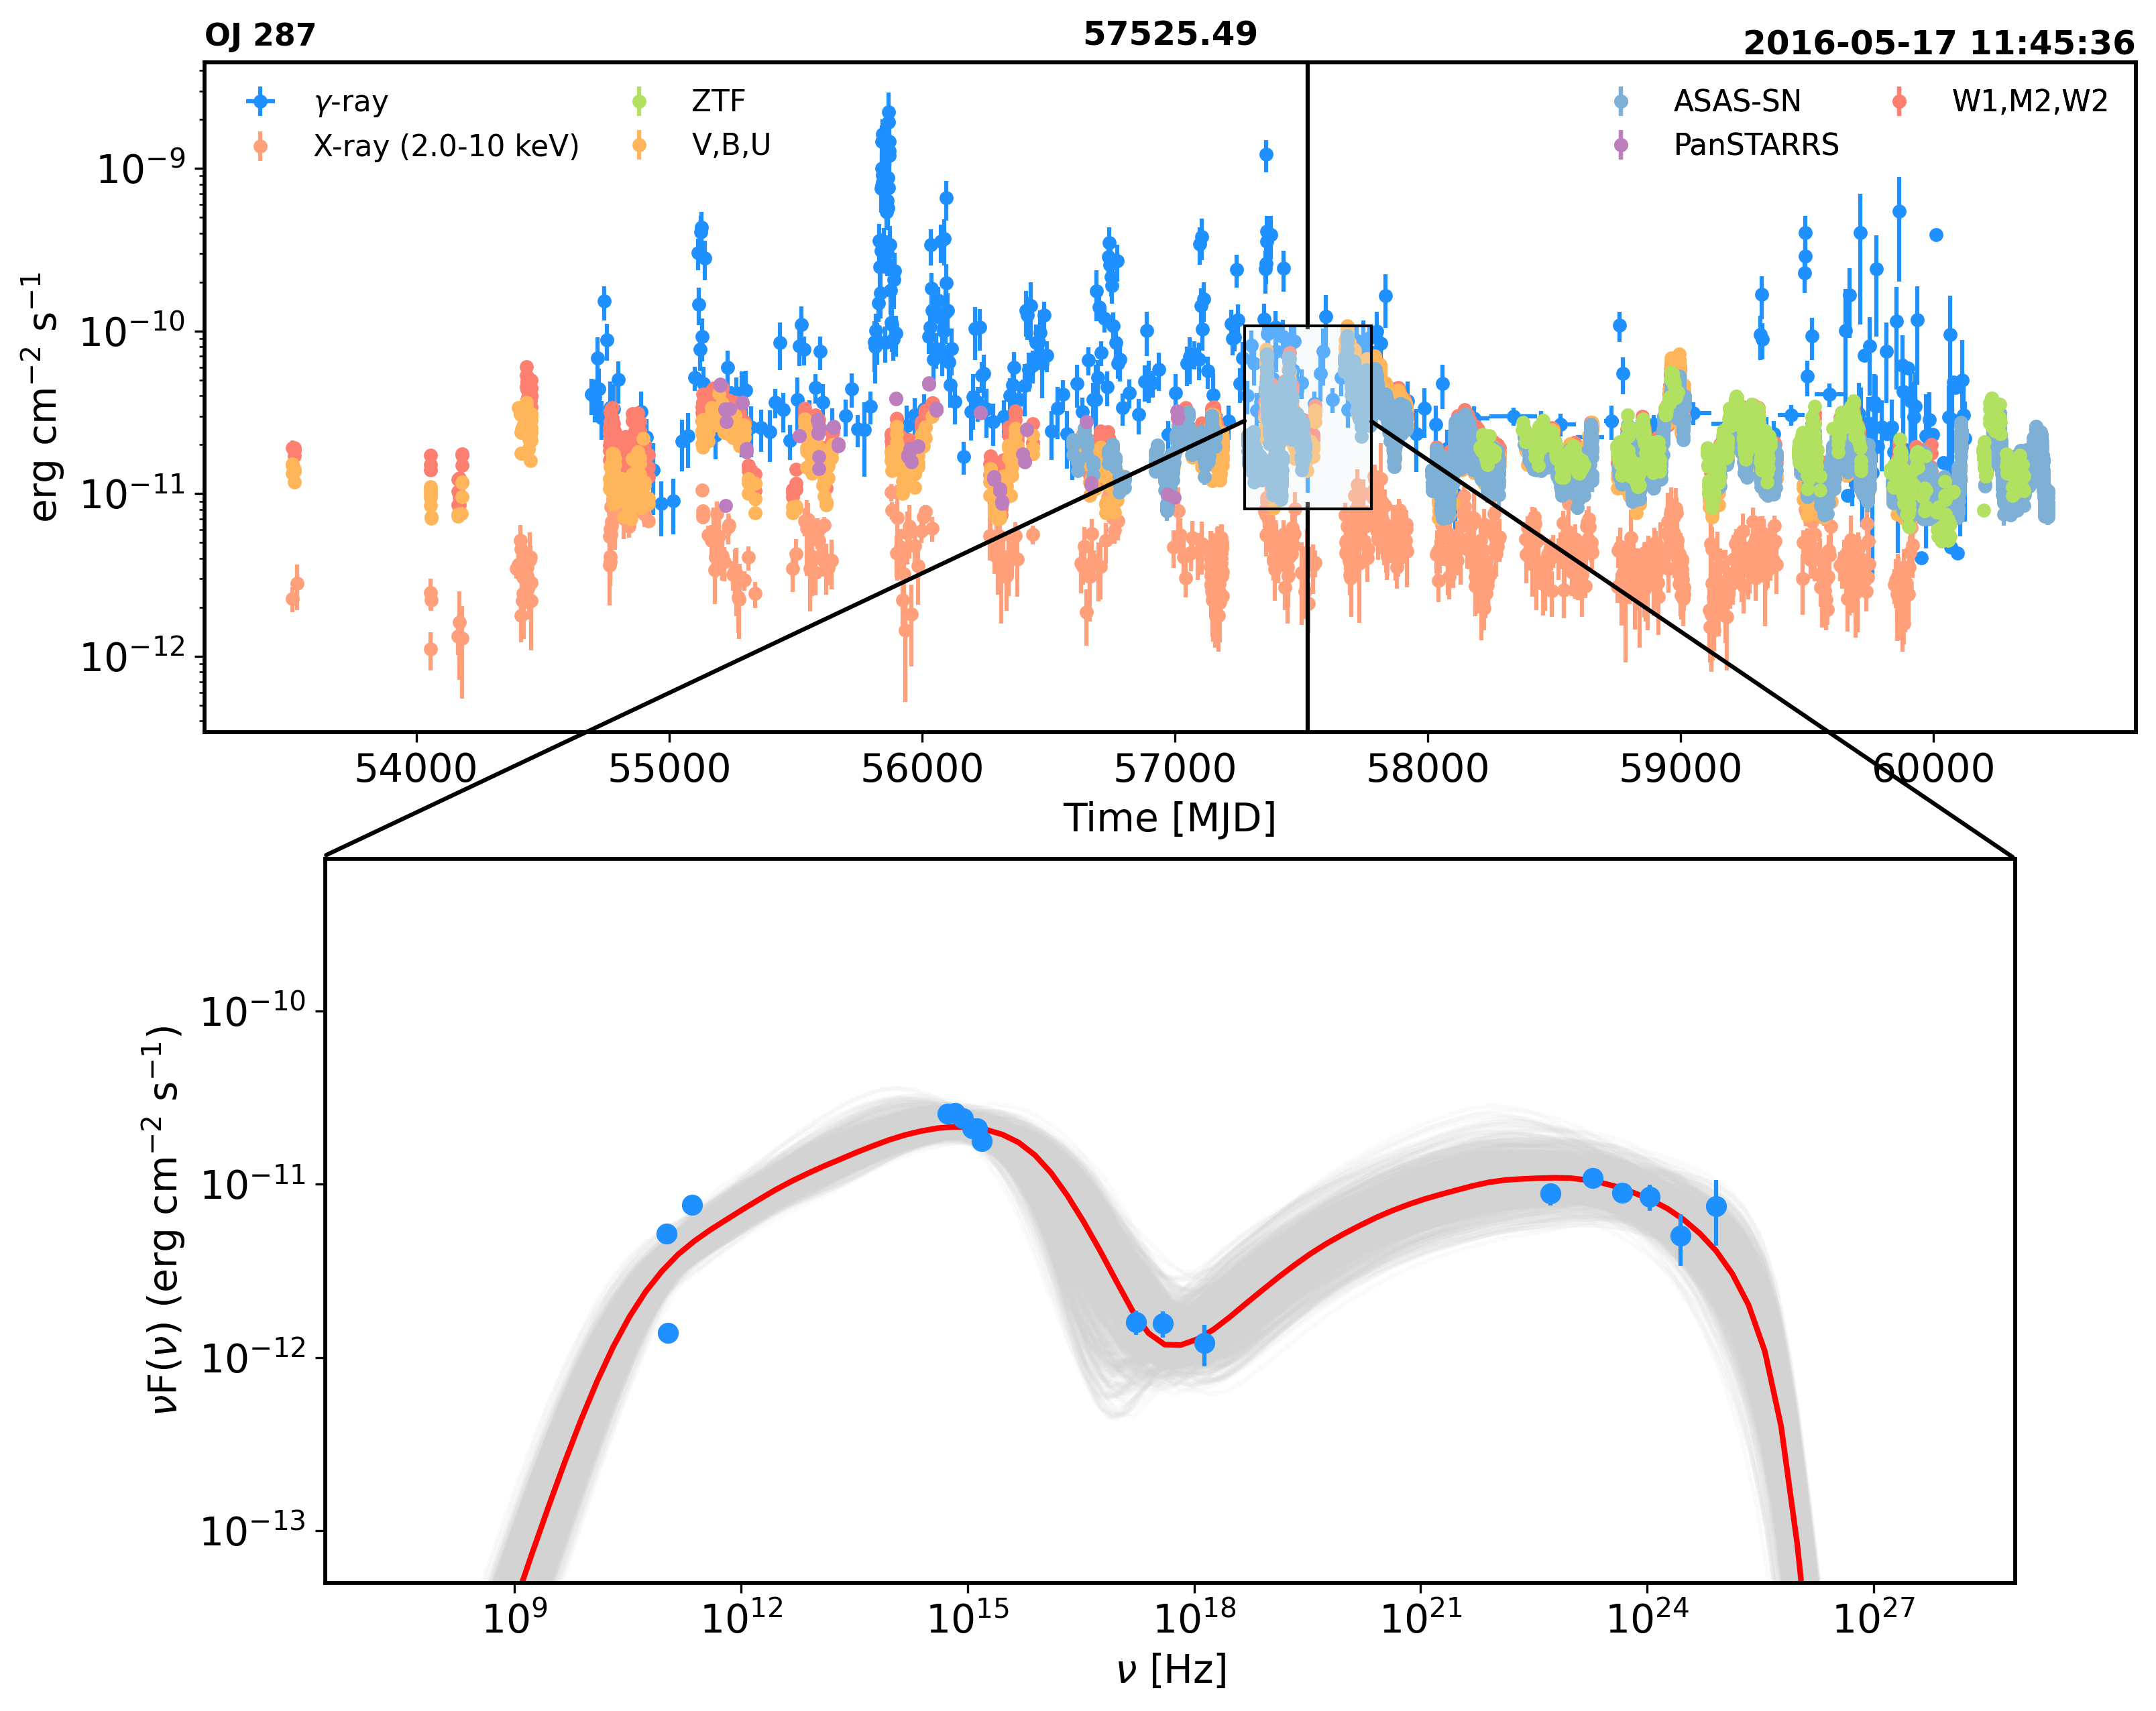 OJ 287 57525.49 2016-05-17 11:45:36
γ-ray ZTF ASAS-SN W1,M2,W2
X-ray (2.0-10 keV) V,B,U PanSTARRS
10⁻⁹
10⁻¹⁰
10⁻¹¹
10⁻¹²
erg cm⁻² s⁻¹
54000 55000 56000 57000 58000 59000 60000
Time [MJD]
10⁻¹⁰
10⁻¹¹
10⁻¹²
10⁻¹³
νF(ν) (erg cm⁻² s⁻¹)
10⁹ 10¹² 10¹⁵ 10¹⁸ 10²¹ 10²⁴ 10²⁷
ν [Hz]